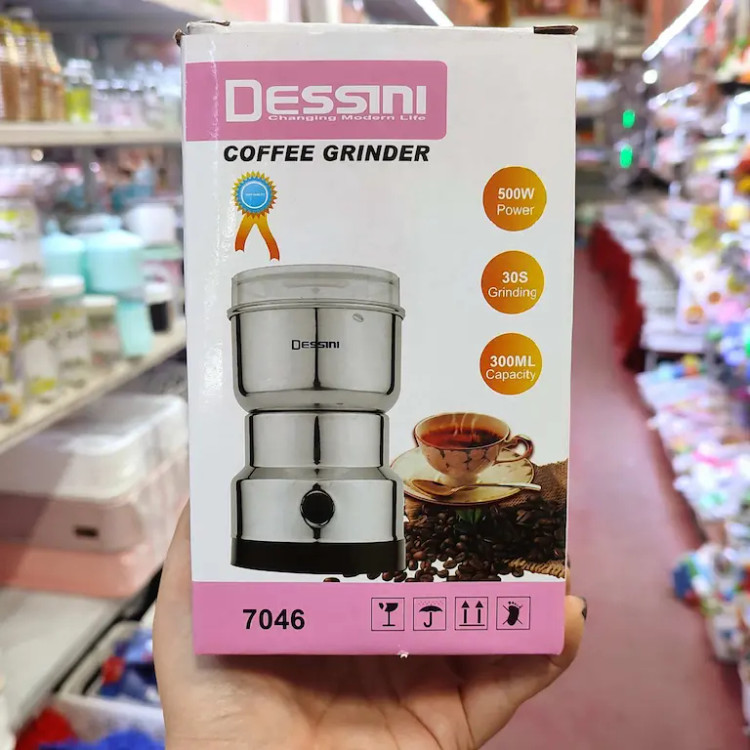 DESSINI
Changing Modern Life
COFFEE GRINDER
500W
Power
30S
Grinding
300ML
Capacity
DESSINI
7046